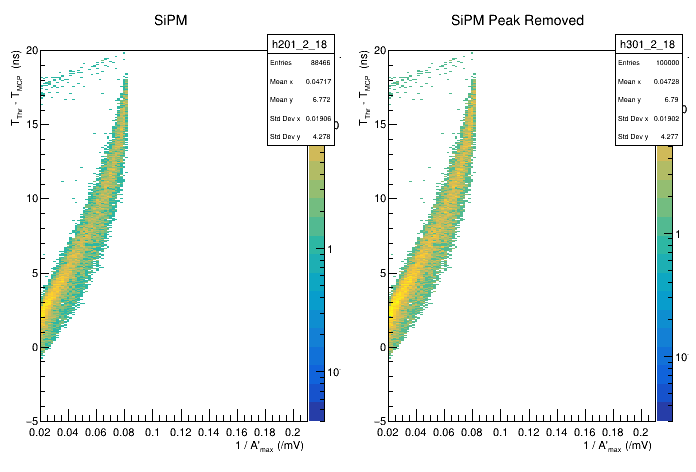 SiPM
h201_2_18
Entries 88466
Mean x 0.04717
Mean y 6.772
Std Dev x 0.01906
Std Dev y 4.278
T_Thr - T_MCP (ns)
20
15
10
5
0
−5
0.02 0.04 0.06 0.08 0.1 0.12 0.14 0.16 0.18 0.2
1 / A'_max (/mV)
1
10
SiPM Peak Removed
h301_2_18
Entries 100000
Mean x 0.04728
Mean y 6.79
Std Dev x 0.01902
Std Dev y 4.277
T_Thr - T_MCP (ns)
20
15
10
5
0
−5
0.02 0.04 0.06 0.08 0.1 0.12 0.14 0.16 0.18 0.2
1 / A'_max (/mV)
1
10